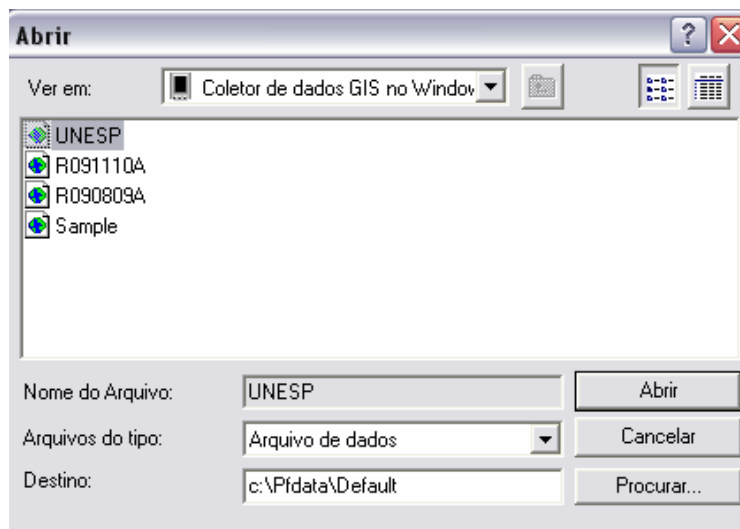 Abrir
Ver em: Coletor de dados GIS no Window
UNESP
R091110A
R090809A
Sample
Nome do Arquivo: UNESP Abrir
Arquivos do tipo: Arquivo de dados Cancelar
Destino: c:\Pfdata\Default Procurar...